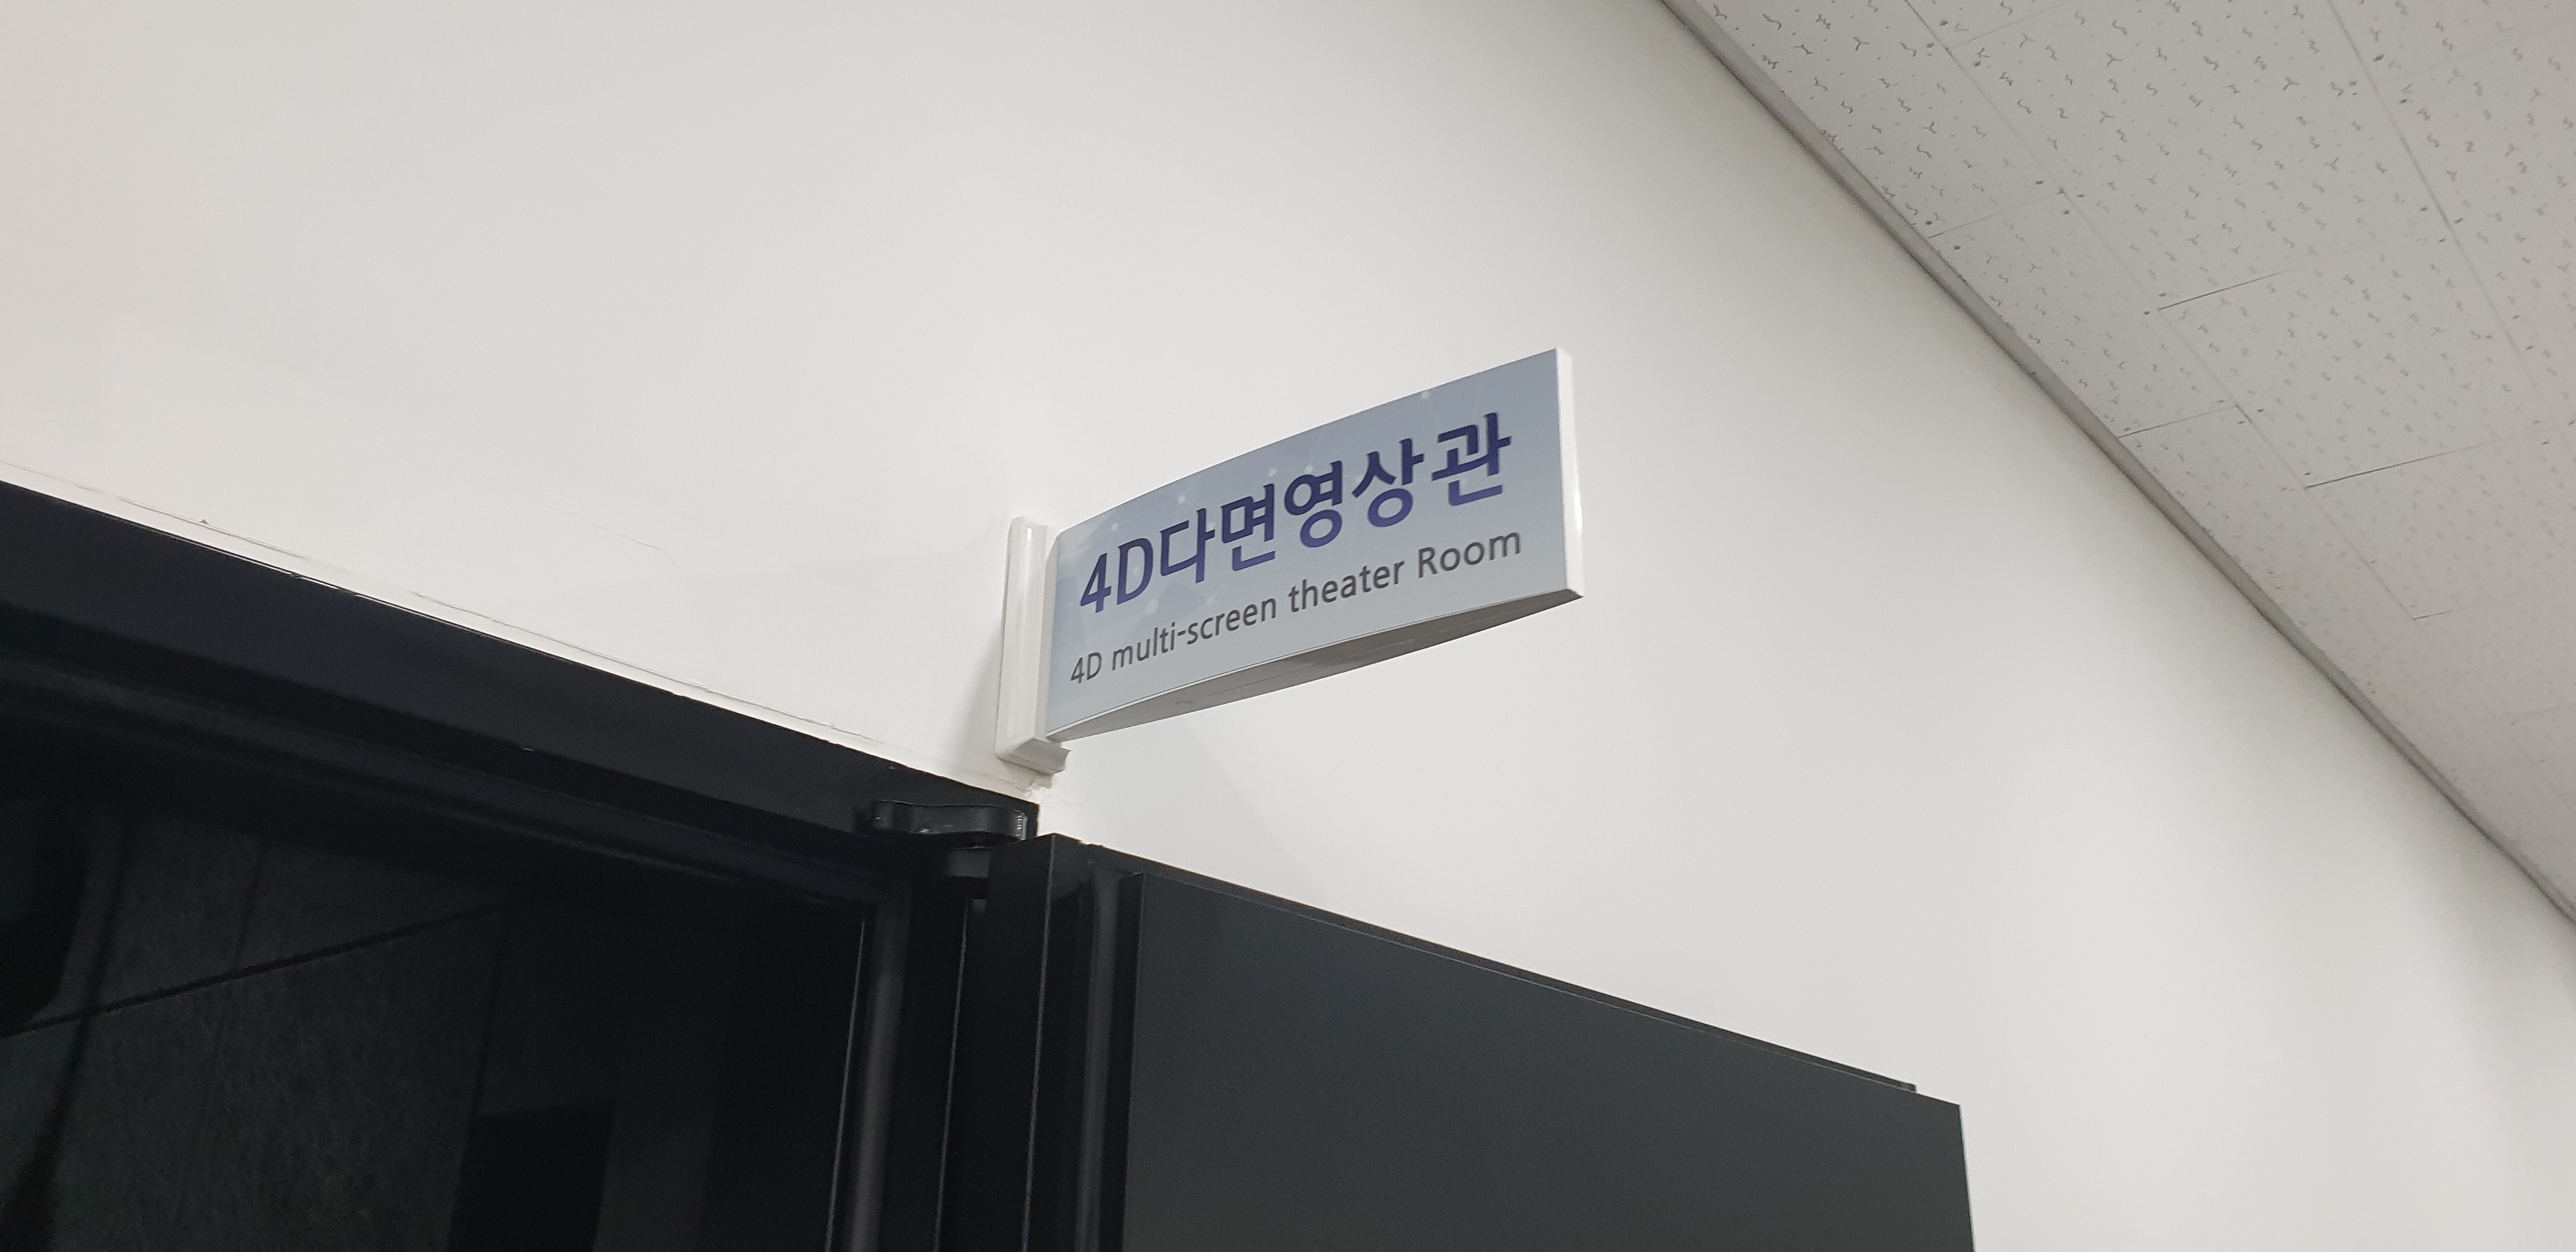 4D다면영상관
4D multi-screen theater Room